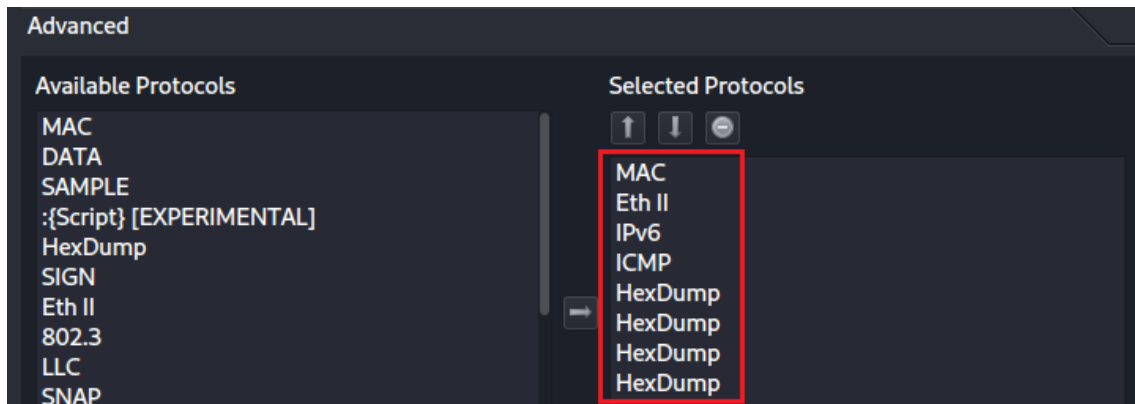 Advanced
Available Protocols
MAC
DATA
SAMPLE
:{Script} [EXPERIMENTAL]
HexDump
SIGN
Eth II
802.3
LLC
SNAP
Selected Protocols
MAC
Eth II
IPv6
ICMP
HexDump
HexDump
HexDump
HexDump